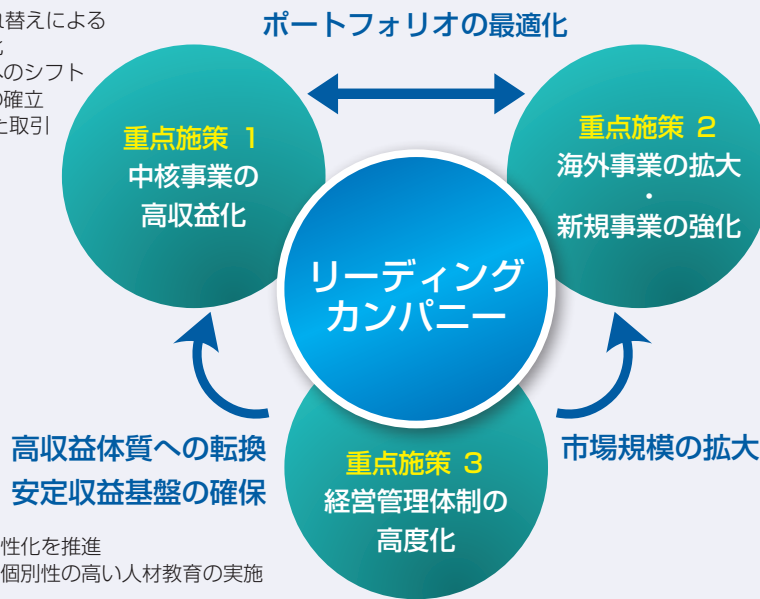 替えによる
ポートフォリオの最適化
のシフト
確立
取引
重点施策 1
中核事業の
高収益化
重点施策 2
海外事業の拡大
・
新規事業の強化
リーディング
カンパニー
高収益体質への転換
安定収益基盤の確保
市場規模の拡大
重点施策 3
経営管理体制の
高度化
性化を推進
個別性の高い人材教育の実施